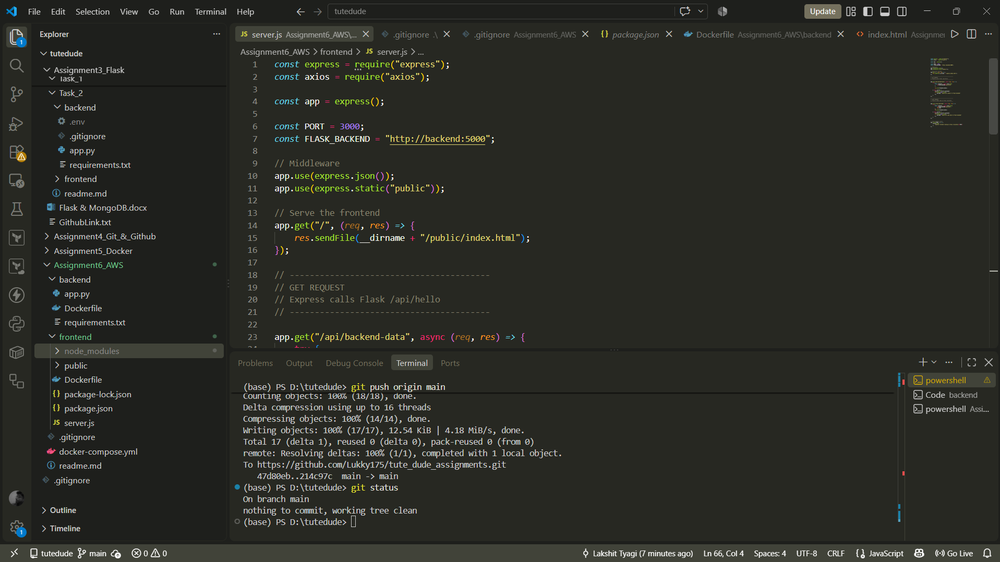 File Edit Selection View Go Run Terminal Help
tutedude
Update
Explorer
tutedude
Assignment3_Flask
Task_1
Task_2
backend
.env
.gitignore
app.py
requirements.txt
frontend
readme.md
Flask & MongoDB.docx
GithubLink.txt
Assignment4_Git_&_Github
Assignment5_Docker
Assignment6_AWS
backend
app.py
Dockerfile
requirements.txt
frontend
node_modules
public
Dockerfile
package-lock.json
package.json
server.js
.gitignore
docker-compose.yml
readme.md
.gitignore
Outline
Timeline
JS server.js Assignment6_AWS\... .gitignore .\ .gitignore Assignment6_AWS {} package.json Dockerfile Assignment6_AWS\backend <> index.html Assignmen
Assignment6_AWS > frontend > JS server.js > ...
1 const express = require("express");
2 const axios = require("axios");
3
4 const app = express();
5
6 const PORT = 3000;
7 const FLASK_BACKEND = "http://backend:5000";
8
9 // Middleware
10 app.use(express.json());
11 app.use(express.static("public"));
12
13 // Serve the frontend
14 app.get("/", (req, res) => {
15 res.sendFile(__dirname + "/public/index.html");
16 });
17
18 // ----------------------------------------
19 // GET REQUEST
20 // Express calls Flask /api/hello
21 // ----------------------------------------
22
23 app.get("/api/backend-data", async (req, res) => {
24 try {
Problems Output Debug Console Terminal Ports
(base) PS D:\tutedude> git push origin main
Counting objects: 100% (18/18), done.
Delta compression using up to 16 threads
Compressing objects: 100% (14/14), done.
Writing objects: 100% (17/17), 12.54 KiB | 4.18 MiB/s, done.
Total 17 (delta 1), reused 0 (delta 0), pack-reused 0 (from 0)
remote: Resolving deltas: 100% (1/1), completed with 1 local object.
To https://github.com/Lukky175/tute_dude_assignments.git
47d80eb..214c97c main -> main
(base) PS D:\tutedude> git status
On branch main
nothing to commit, working tree clean
(base) PS D:\tutedude>
powershell
Code backend
powershell Assi...
1
1
tutedude main 0 0 Lakshit Tyagi (7 minutes ago) Ln 66, Col 4 Spaces: 4 UTF-8 CRLF {} JavaScript Go Live